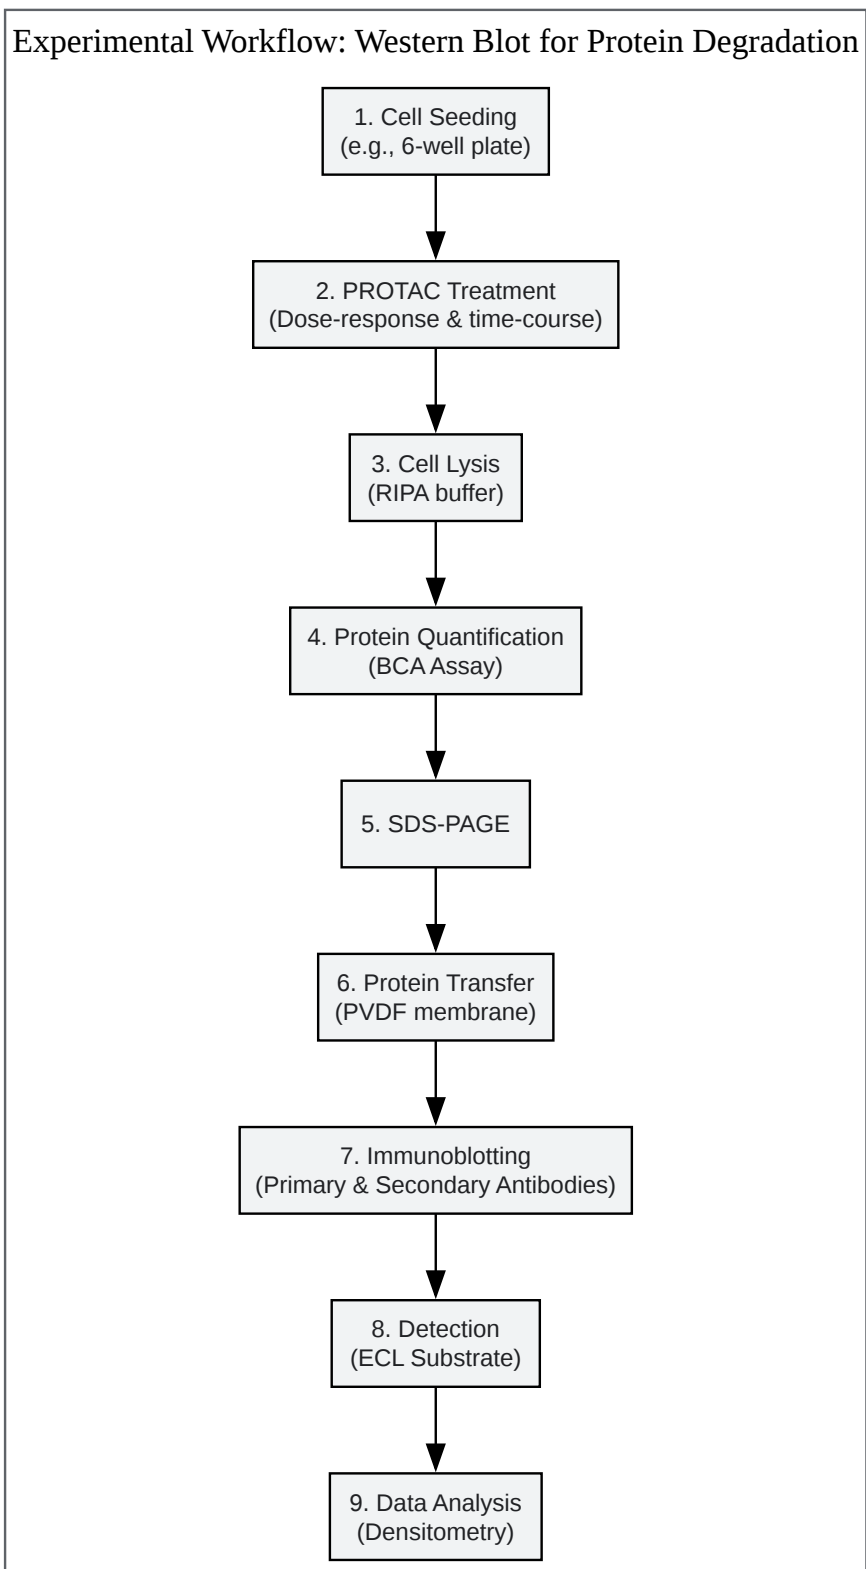 Experimental Workflow: Western Blot for Protein Degradation
1. Cell Seeding
(e.g., 6-well plate)
2. PROTAC Treatment
(Dose-response & time-course)
3. Cell Lysis
(RIPA buffer)
4. Protein Quantification
(BCA Assay)
5. SDS-PAGE
6. Protein Transfer
(PVDF membrane)
7. Immunoblotting
(Primary & Secondary Antibodies)
8. Detection
(ECL Substrate)
9. Data Analysis
(Densitometry)